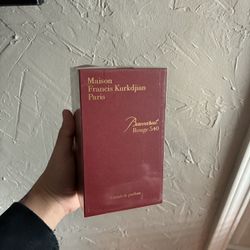 Maison
Francis Kurkdjian
Paris
Baccarat
Rouge 540
Extrait de parfum